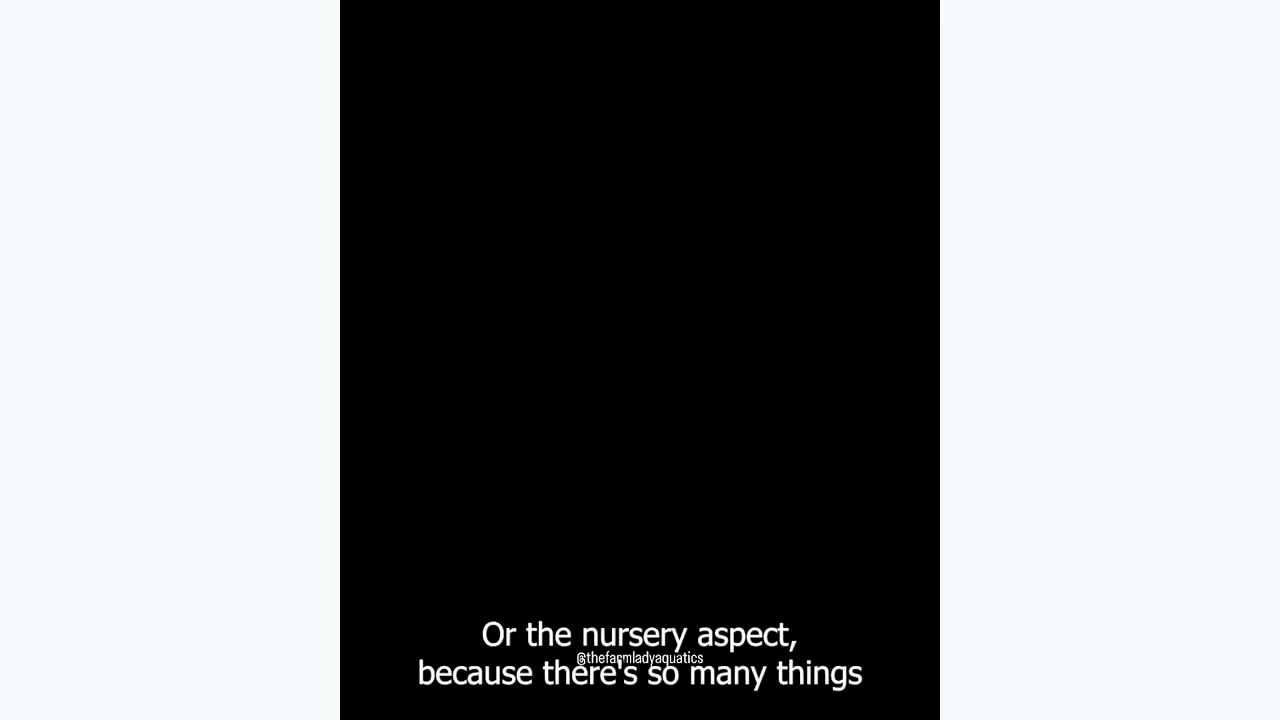 Or the nursery aspect,
@thefarmladyaquatics
because there's so many things